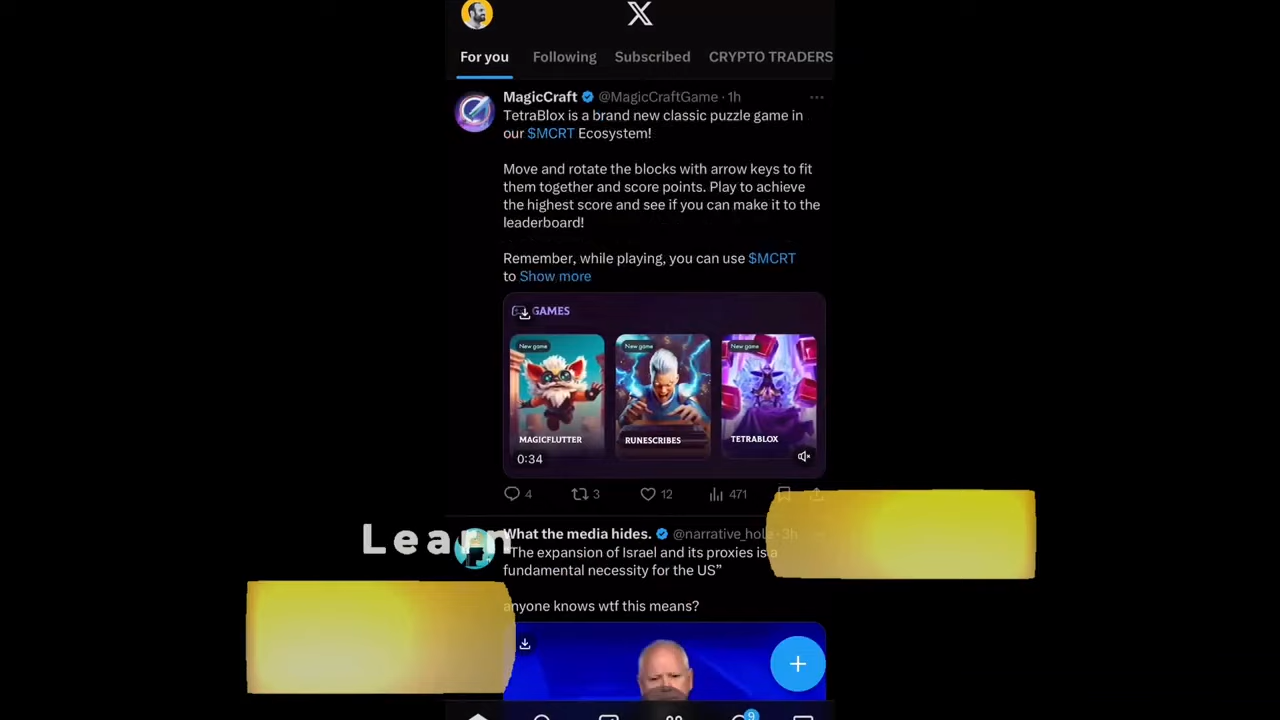 For you Following Subscribed CRYPTO TRADERS
MagicCraft @MagicCraftGame · 1h
TetraBlox is a brand new classic puzzle game in
our $MCRT Ecosystem!
Move and rotate the blocks with arrow keys to fit
them together and score points. Play to achieve
the highest score and see if you can make it to the
leaderboard!
Remember, while playing, you can use $MCRT
to Show more
GAMES
New game New game New game
MAGICFLUTTER RUNESCRIBES TETRABLOX
0:34
4 3 12 471
What the media hides. @narrative_hole · 3h
"The expansion of Israel and its proxies is a
fundamental necessity for the US”
Learn
anyone knows wtf this means?
9